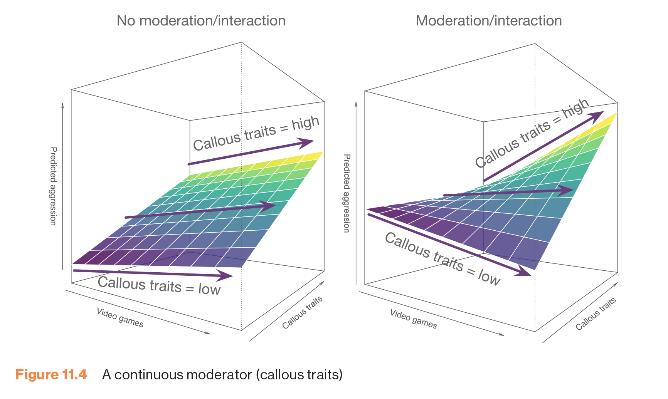 No moderation/interaction
Moderation/interaction
Callous traits = high
Callous traits = low
Predicted aggression
Video games
Callous traits
Callous traits = high
Callous traits = low
Predicted aggression
Video games
Callous traits
Figure 11.4 A continuous moderator (callous traits)